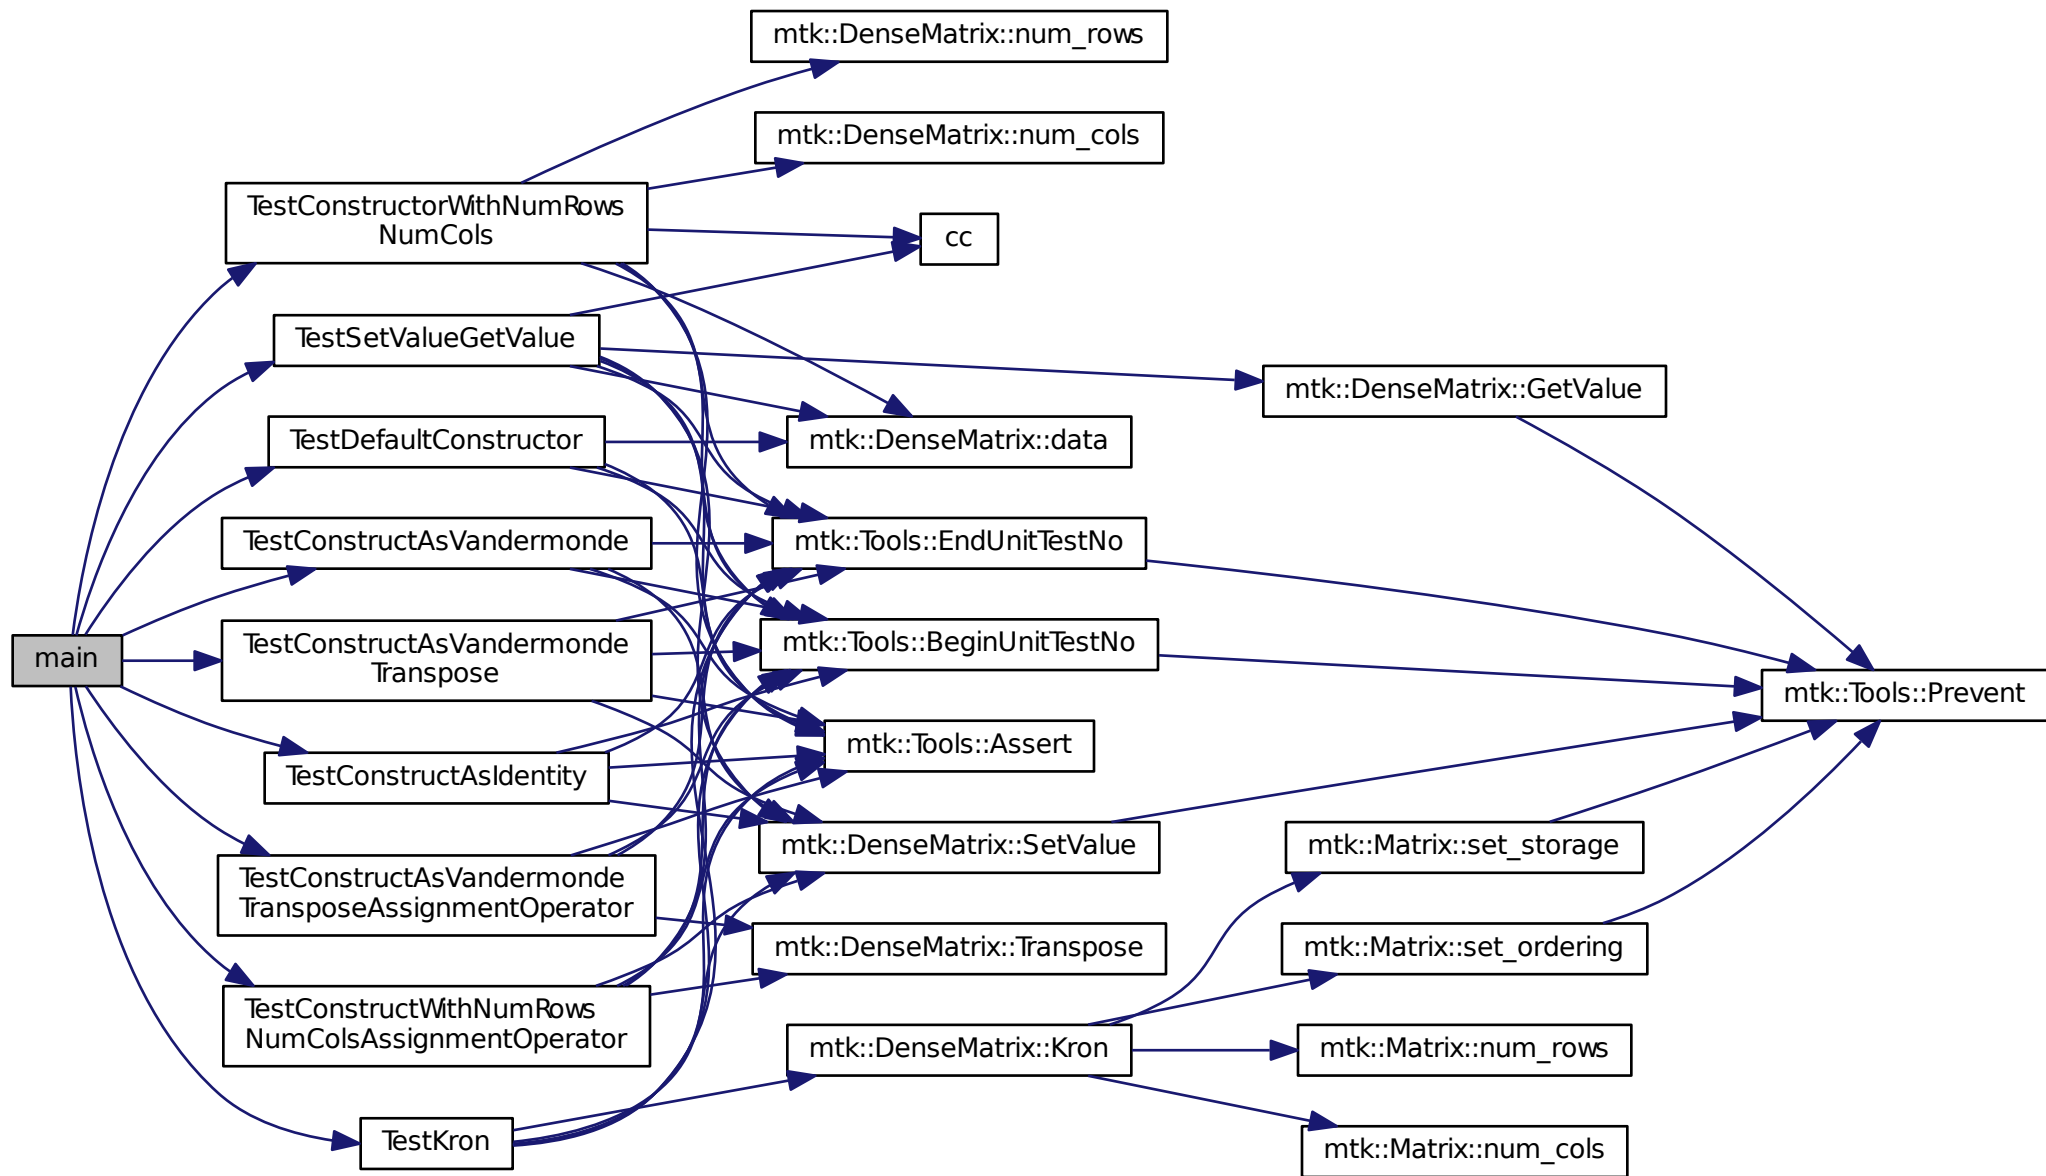 main
TestConstructorWithNumRows
NumCols
TestSetValueGetValue
TestDefaultConstructor
TestConstructAsVandermonde
TestConstructAsVandermonde
Transpose
TestConstructAsIdentity
TestConstructAsVandermonde
TransposeAssignmentOperator
TestConstructWithNumRows
NumColsAssignmentOperator
TestKron
mtk::DenseMatrix::num_rows
mtk::DenseMatrix::num_cols
cc
mtk::DenseMatrix::data
mtk::Tools::EndUnitTestNo
mtk::Tools::BeginUnitTestNo
mtk::Tools::Assert
mtk::DenseMatrix::SetValue
mtk::DenseMatrix::Transpose
mtk::DenseMatrix::Kron
mtk::DenseMatrix::GetValue
mtk::Matrix::set_storage
mtk::Matrix::set_ordering
mtk::Matrix::num_rows
mtk::Matrix::num_cols
mtk::Tools::Prevent